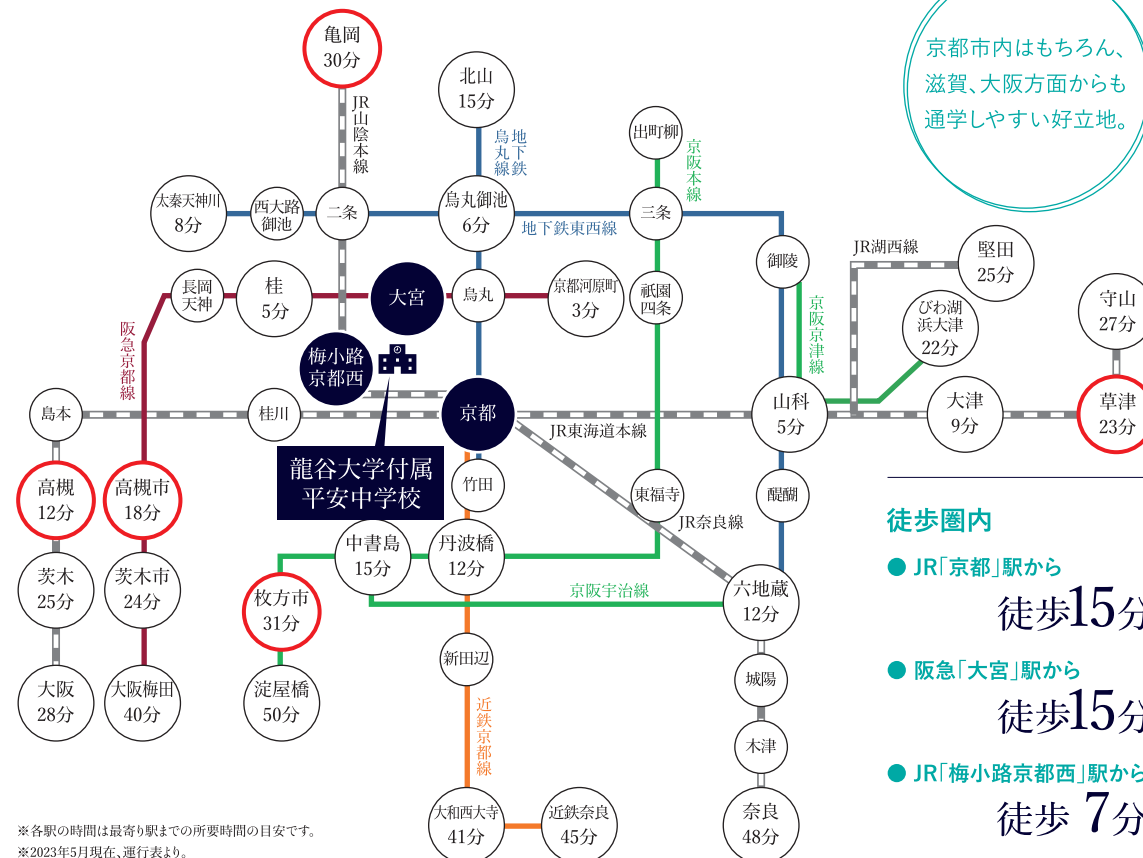 亀岡
30分
JR山陰本線
北山
15分
地下鉄
烏丸線
出町柳
京阪本線
京都市内はもちろん、
滋賀、大阪方面からも
通学しやすい好立地。
太秦天神川
8分
西大路
御池
二条
烏丸御池
6分
地下鉄東西線
三条
御陵
JR湖西線
堅田
25分
長岡
天神
桂
5分
大宮
烏丸
京都河原町
3分
祇園
四条
京阪京津線
びわ湖
浜大津
22分
守山
27分
阪急京都線
梅小路
京都西
島本
桂川
京都
JR東海道本線
山科
5分
大津
9分
草津
23分
龍谷大学付属
平安中学校
高槻
12分
高槻市
18分
竹田
東福寺
JR奈良線
醍醐
中書島
15分
丹波橋
12分
茨木
25分
茨木市
24分
枚方市
31分
京阪宇治線
六地蔵
12分
新田辺
城陽
大阪
28分
大阪梅田
40分
淀屋橋
50分
近鉄京都線
木津
大和西大寺
41分
近鉄奈良
45分
奈良
48分
徒歩圏内
● JR「京都」駅から
徒歩15分
● 阪急「大宮」駅から
徒歩15分
● JR「梅小路京都西」駅から
徒歩 7分
※各駅の時間は最寄り駅までの所要時間の目安です。
※2023年5月現在、運行表より。